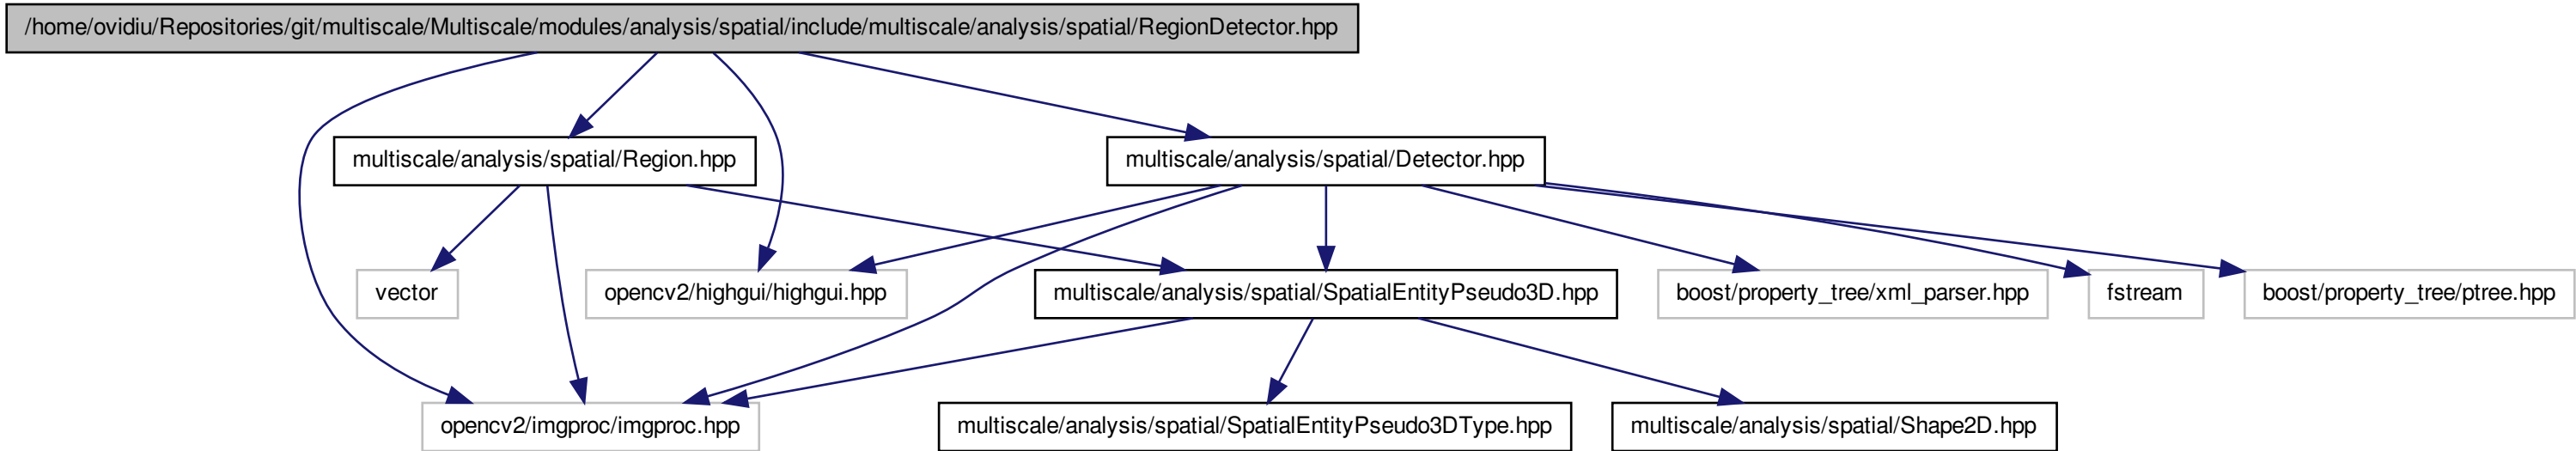 /home/ovidiu/Repositories/git/multiscale/Multiscale/modules/analysis/spatial/include/multiscale/analysis/spatial/RegionDetector.hpp
multiscale/analysis/spatial/Region.hpp
multiscale/analysis/spatial/Detector.hpp
vector
opencv2/highgui/highgui.hpp
multiscale/analysis/spatial/SpatialEntityPseudo3D.hpp
boost/property_tree/xml_parser.hpp
fstream
boost/property_tree/ptree.hpp
opencv2/imgproc/imgproc.hpp
multiscale/analysis/spatial/SpatialEntityPseudo3DType.hpp
multiscale/analysis/spatial/Shape2D.hpp